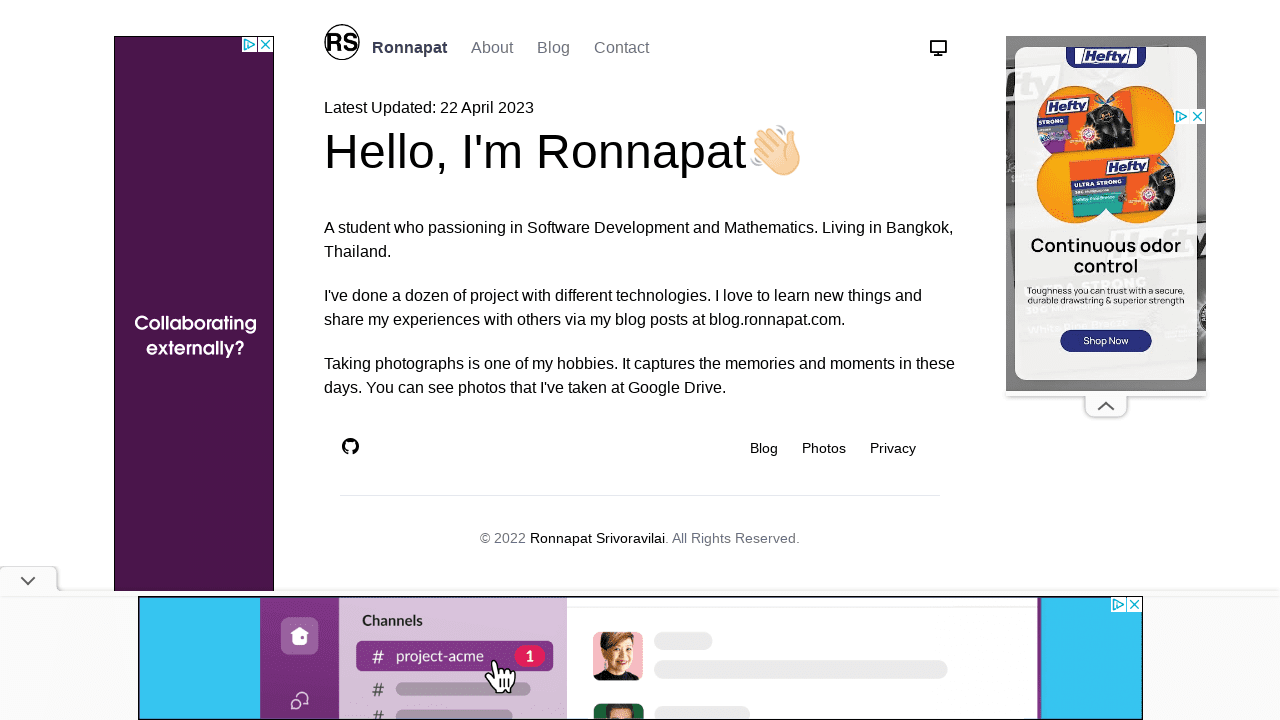 RS
Ronnapat
About
Blog
Contact
Latest Updated: 22 April 2023
Hello, I'm Ronnapat👋🏻
A student who passioning in Software Development and Mathematics. Living in Bangkok,
Thailand.
I've done a dozen of project with different technologies. I love to learn new things and
share my experiences with others via my blog posts at blog.ronnapat.com.
Taking photographs is one of my hobbies. It captures the memories and moments in these
days. You can see photos that I've taken at Google Drive.
Blog
Photos
Privacy
© 2022 Ronnapat Srivoravilai. All Rights Reserved.
Collaborating
externally?
Hefty
Hefty
STRONG
Hefty
ULTRA STRONG
Continuous odor
control
Toughness you can trust with a secure,
durable drawstring & superior strength
Shop Now
Channels
# project-acme
1
#
#